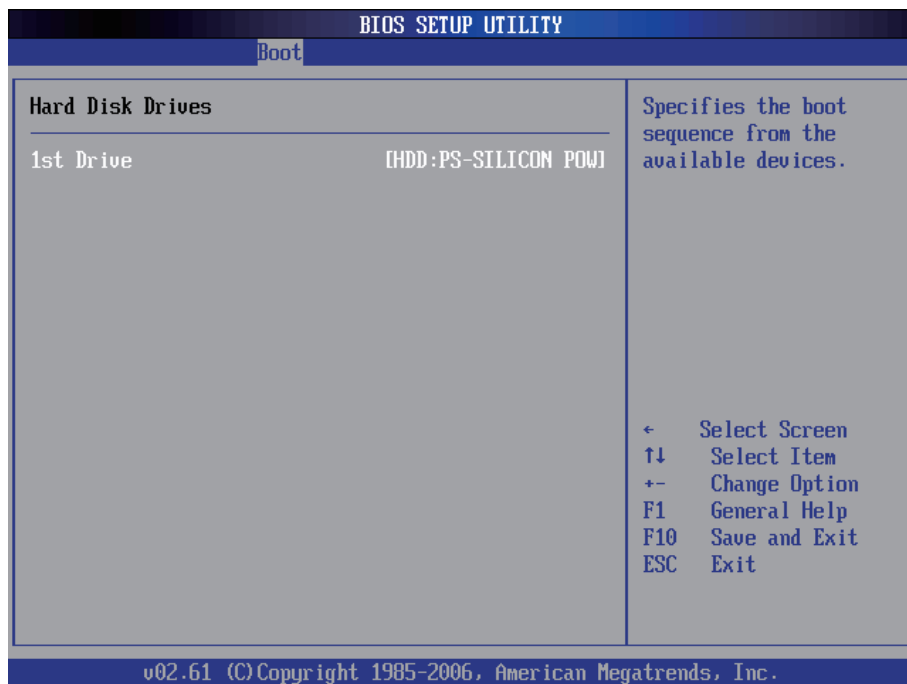 BIOS SETUP UTILITY
Boot
Hard Disk Drives
1st Drive [HDD:PS-SILICON POW]
Specifies the boot
sequence from the
available devices.
← Select Screen
↑↓ Select Item
+- Change Option
F1 General Help
F10 Save and Exit
ESC Exit
v02.61 (C)Copyright 1985-2006, American Megatrends, Inc.